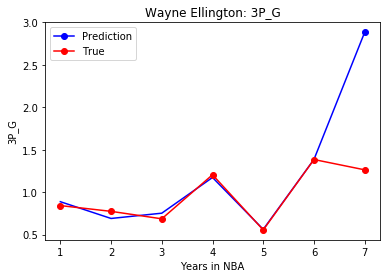 Wayne Ellington: 3P_G
Prediction
True
3P_G
3.0
2.5
2.0
1.5
1.0
0.5
1 2 3 4 5 6 7
Years in NBA